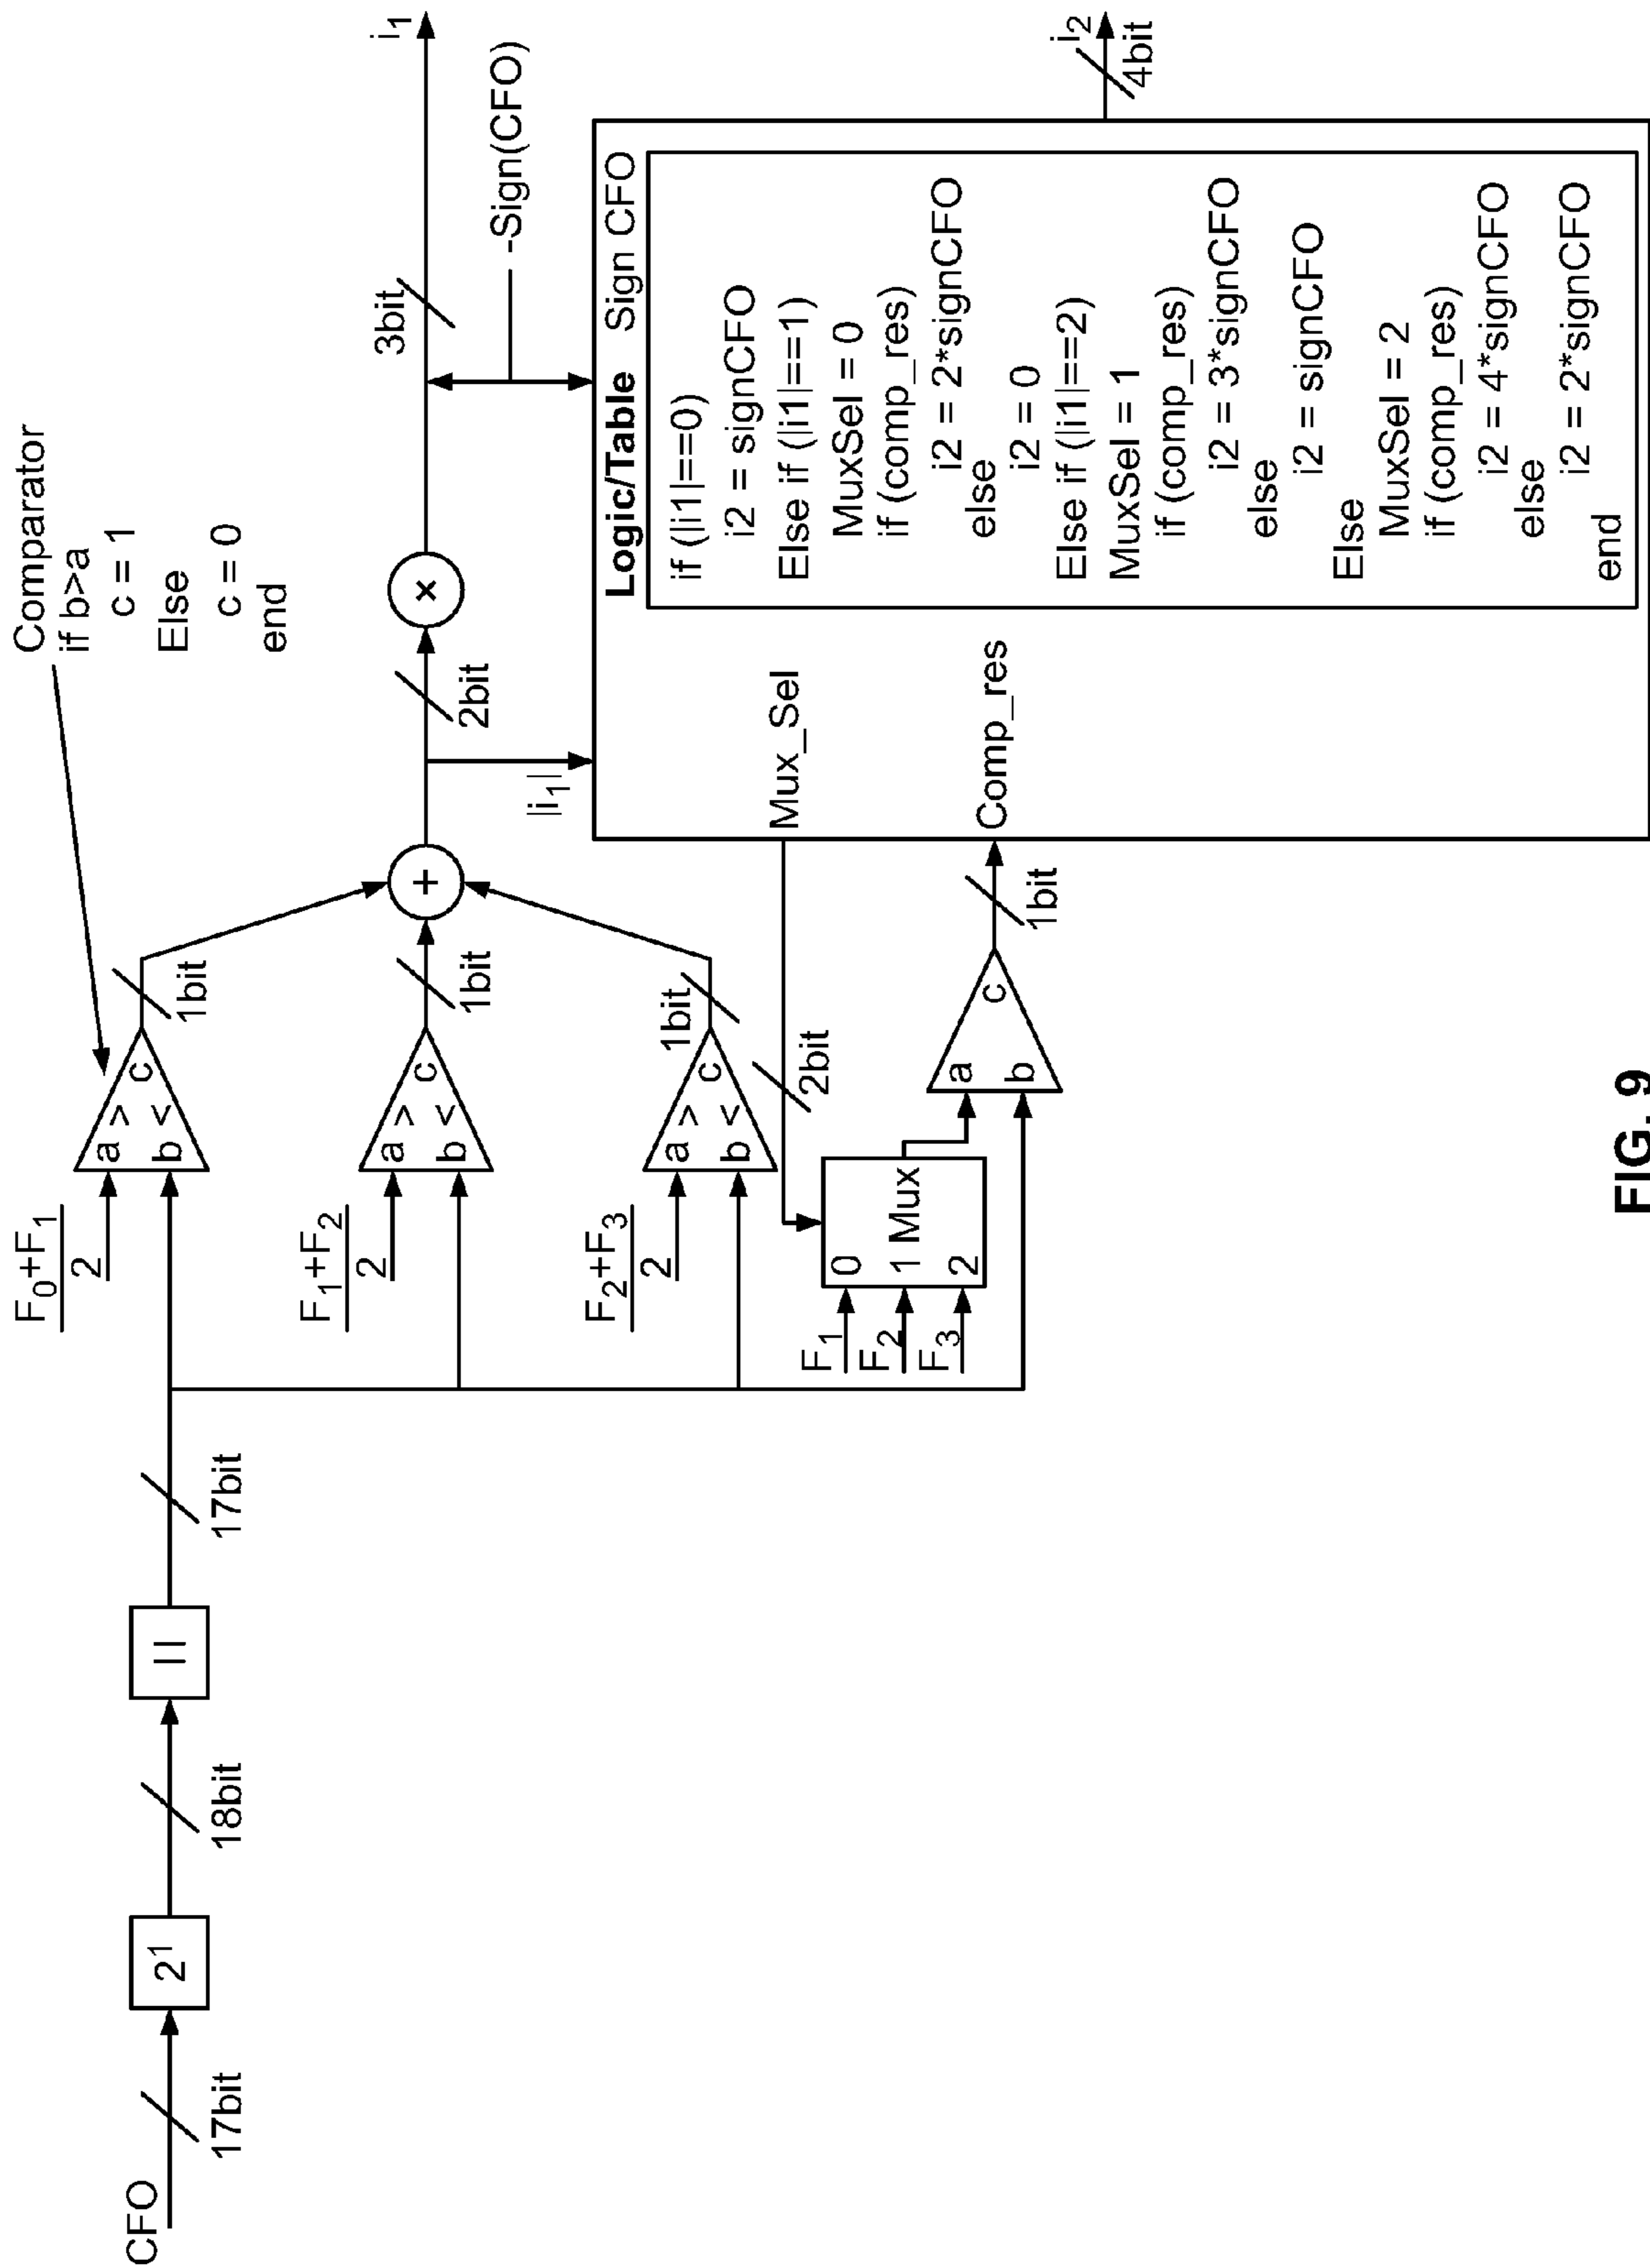 CFO
17bit
2¹
18bit
||
17bit
F₀+F₁
2
a >
b <
c
1bit
Comparator
if b>a
c = 1
Else
c = 0
end
F₁+F₂
2
a >
b <
c
1bit
F₂+F₃
2
a >
b <
c
1bit
+
2bit
×
3bit
i₁
-Sign(CFO)
|i₁|
F₁
F₂
F₃
0
1 Mux
2
2bit
a
b
c
1bit
Mux_Sel
Comp_res
Logic/Table Sign CFO
if (|i1|==0)
i2 = signCFO
Else if (|i1|==1)
MuxSel = 0
if (comp_res)
i2 = 2*signCFO
else
i2 = 0
Else if (|i1|==2)
MuxSel = 1
if (comp_res)
i2 = 3*signCFO
else
i2 = signCFO
Else
MuxSel = 2
if (comp_res)
i2 = 4*signCFO
else
i2 = 2*signCFO
end
i₂
4bit
FIG. 9